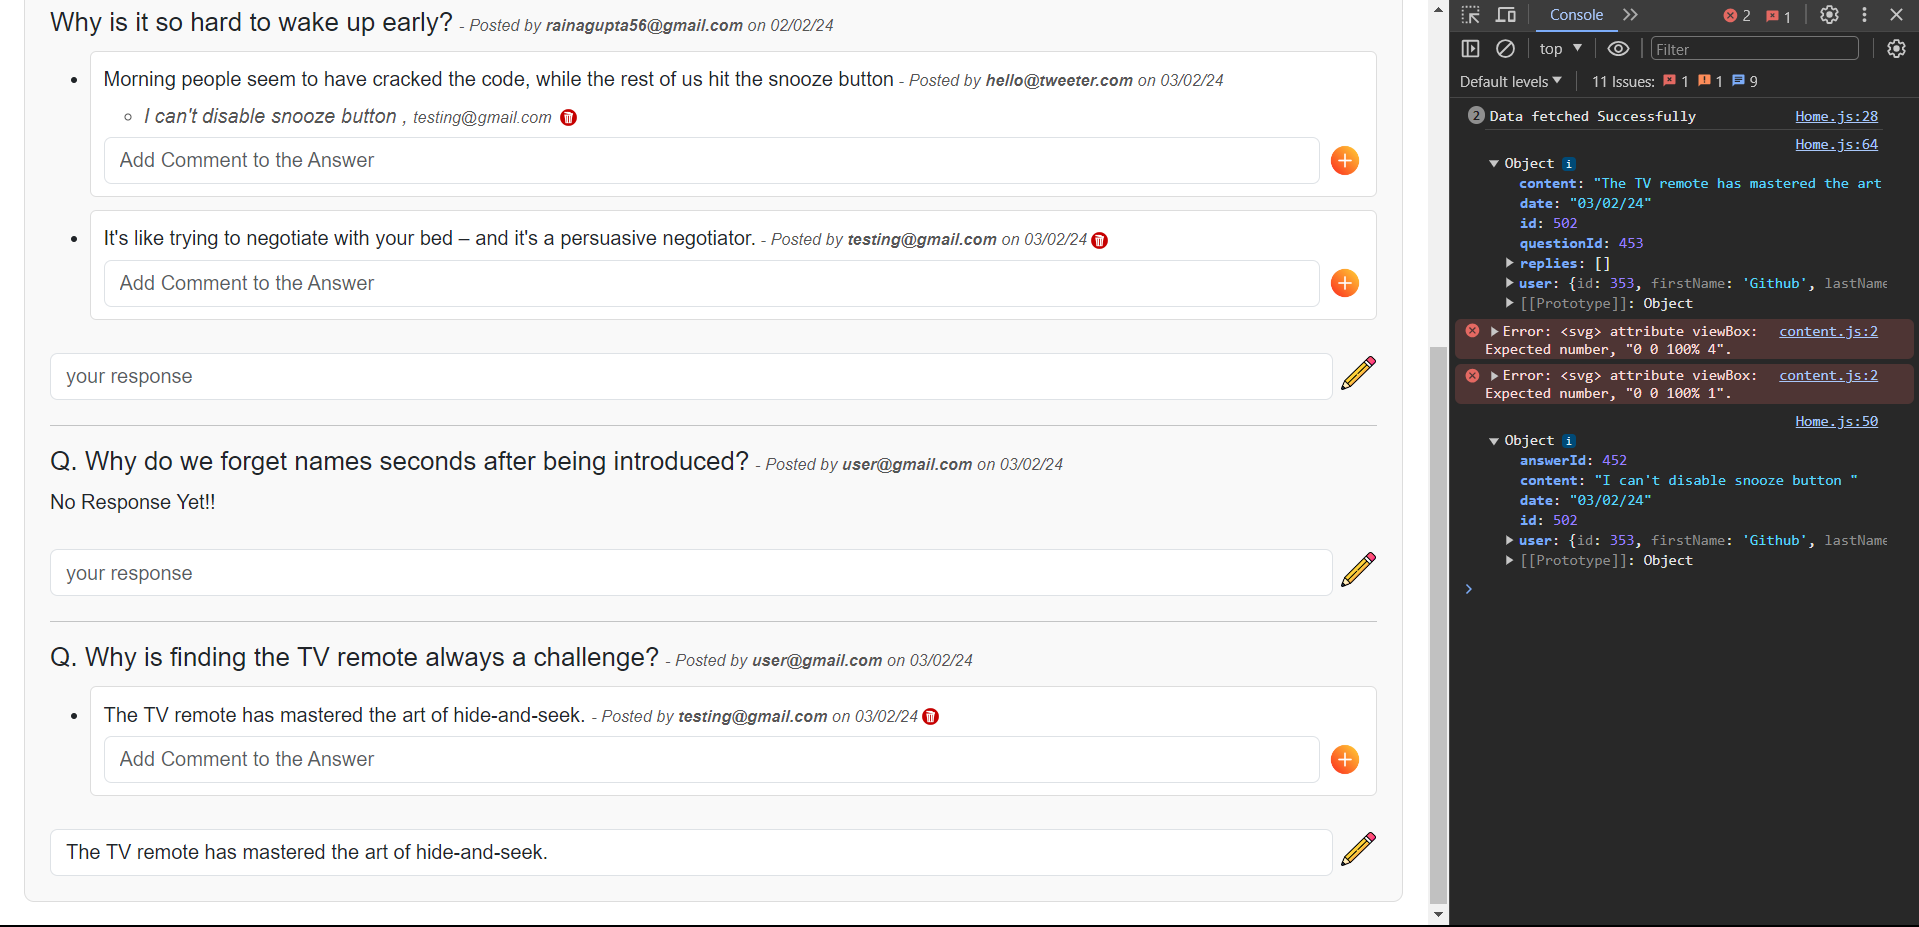 Why is it so hard to wake up early? - Posted by rainagupta56@gmail.com on 02/02/24
Morning people seem to have cracked the code, while the rest of us hit the snooze button - Posted by hello@tweeter.com on 03/02/24
I can't disable snooze button , testing@gmail.com
Add Comment to the Answer
It's like trying to negotiate with your bed – and it's a persuasive negotiator. - Posted by testing@gmail.com on 03/02/24
Add Comment to the Answer
your response
Q. Why do we forget names seconds after being introduced? - Posted by user@gmail.com on 03/02/24
No Response Yet!!
your response
Q. Why is finding the TV remote always a challenge? - Posted by user@gmail.com on 03/02/24
The TV remote has mastered the art of hide-and-seek. - Posted by testing@gmail.com on 03/02/24
Add Comment to the Answer
The TV remote has mastered the art of hide-and-seek.
Console 2 1
top Filter
Default levels 11 Issues: 1 1 9
2 Data fetched Successfully Home.js:28
Home.js:64
Object i
content: "The TV remote has mastered the art
date: "03/02/24"
id: 502
questionId: 453
replies: []
user: {id: 353, firstName: 'Github', lastName
[[Prototype]]: Object
Error: <svg> attribute viewBox: content.js:2
Expected number, "0 0 100% 4".
Error: <svg> attribute viewBox: content.js:2
Expected number, "0 0 100% 1".
Home.js:50
Object i
answerId: 452
content: "I can't disable snooze button "
date: "03/02/24"
id: 502
user: {id: 353, firstName: 'Github', lastName
[[Prototype]]: Object